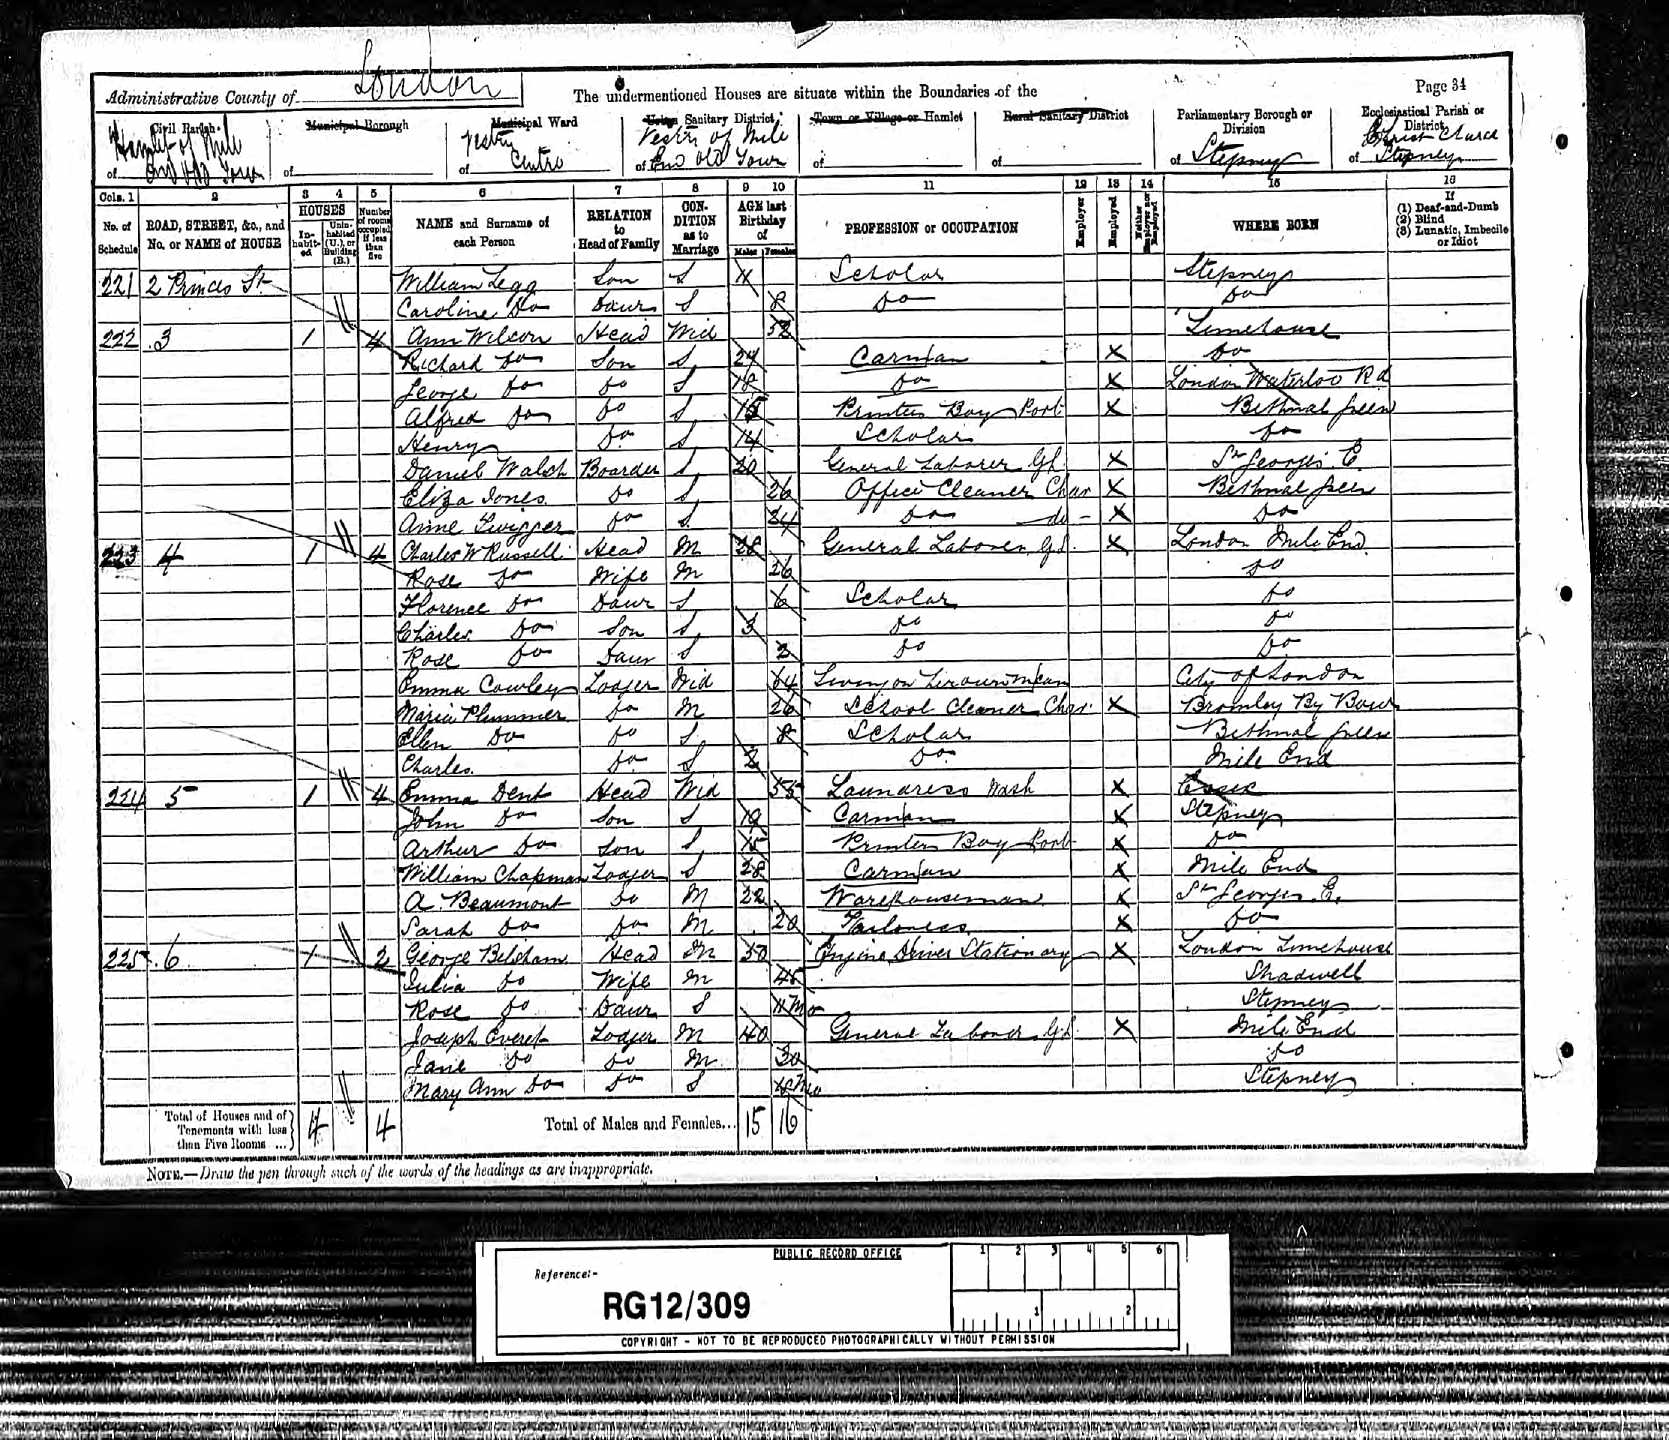 London
Administrative County of
The undermentioned Houses are situate within the Boundaries of the
Page 34
Civil Parish
Municipal Borough
Municipal Ward
Urban Sanitary District
Town or Village or Hamlet
Rural Sanitary District
Parliamentary Borough or Division
Ecclesiastical Parish or District
of Hamlet of Mile End Old Town
of
of Vestry Centre
of Vestry of Mile End Old Town
of
of
of Stepney
of Christ Church Stepney
Cols. 1 2 3 4 5 6 7 8 9 10 11 12 13 14 15 16
No. of Schedule
ROAD, STREET, &c., and No. or NAME of HOUSE
HOUSES
Inhabited
Uninhabited (U.), or Building (B.)
Number of rooms occupied if less than five
NAME and Surname of each Person
RELATION to Head of Family
CONDITION as to Marriage
AGE last Birthday of
Males Females
PROFESSION or OCCUPATION
Employer
Employed
Neither Employer nor Employed
WHERE BORN
If
(1) Deaf-and-Dumb
(2) Blind
(3) Lunatic, Imbecile or Idiot
221 2 Princes St William Legg Son S 11 Scholar Stepney
Caroline Do Daur S 8 Do Do
222 3 1 4 Ann Wilcon Head Wid 52 Limehouse
Richard Do Son S 24 Carman X Do
George Do Do S 18 Do X London Waterloo Rd
Alfred Do Do S 15 Printers Boy Port X Bethnal Green
Henry Do S 14 Scholar Do
Daniel Walsh Boarder S 20 General Laborer Gl X St Georges E.
Eliza Jones Do S 26 Office Cleaner Char X Bethnal Green
Anne Twigger Do S 24 Do do X Do
223 4 1 4 Charles W Russell Head M 28 General Laborer Gl X London Mile End
Rose Do Wife M 26 Do
Florence Do Daur S 6 Scholar Do
Charles Do Son S 3 Do Do
Rose Do Daur S 2 Do Do
Emma Cowley Lodger Wid 64 Living on means City of London
Maria Plummer Do M 26 School Cleaner Char X Bromley By Bow
Ellen Do Do S 8 Scholar Bethnal Green
Charles Do S 2 Do Mile End
224 5 1 4 Emma Dent Head Wid 55 Laundress Wash X Essex
John Do Son S 19 Carman X Stepney
Arthur Do Son S 15 Printers Boy Port X Do
William Chapman Lodger S 28 Carman X Mile End
A. Beaumont Do M 22 Warehouseman X St Georges E.
Sarah Do Do M 20 Tailoress X Do
225 6 1 2 George Belsham Head M 50 Engine Driver Stationary X London Limehouse
Julia Do Wife M 45 Shadwell
Rose Do Daur S 11 Mo Stepney
Joseph Everet Lodger M 40 General Labourer Gl X Mile End
Jane Do Do M 30 Do
Mary Ann Do Do S 10 Mo Stepney
Total of Houses and of Tenements with less than Five Rooms ... 4 4 Total of Males and Females... 15 16
NOTE.—Draw the pen through such of the words of the headings as are inappropriate.
PUBLIC RECORD OFFICE
1 2 3 4 5 6
Reference:-
RG12/309
1 2
COPYRIGHT - NOT TO BE REPRODUCED PHOTOGRAPHICALLY WITHOUT PERMISSION